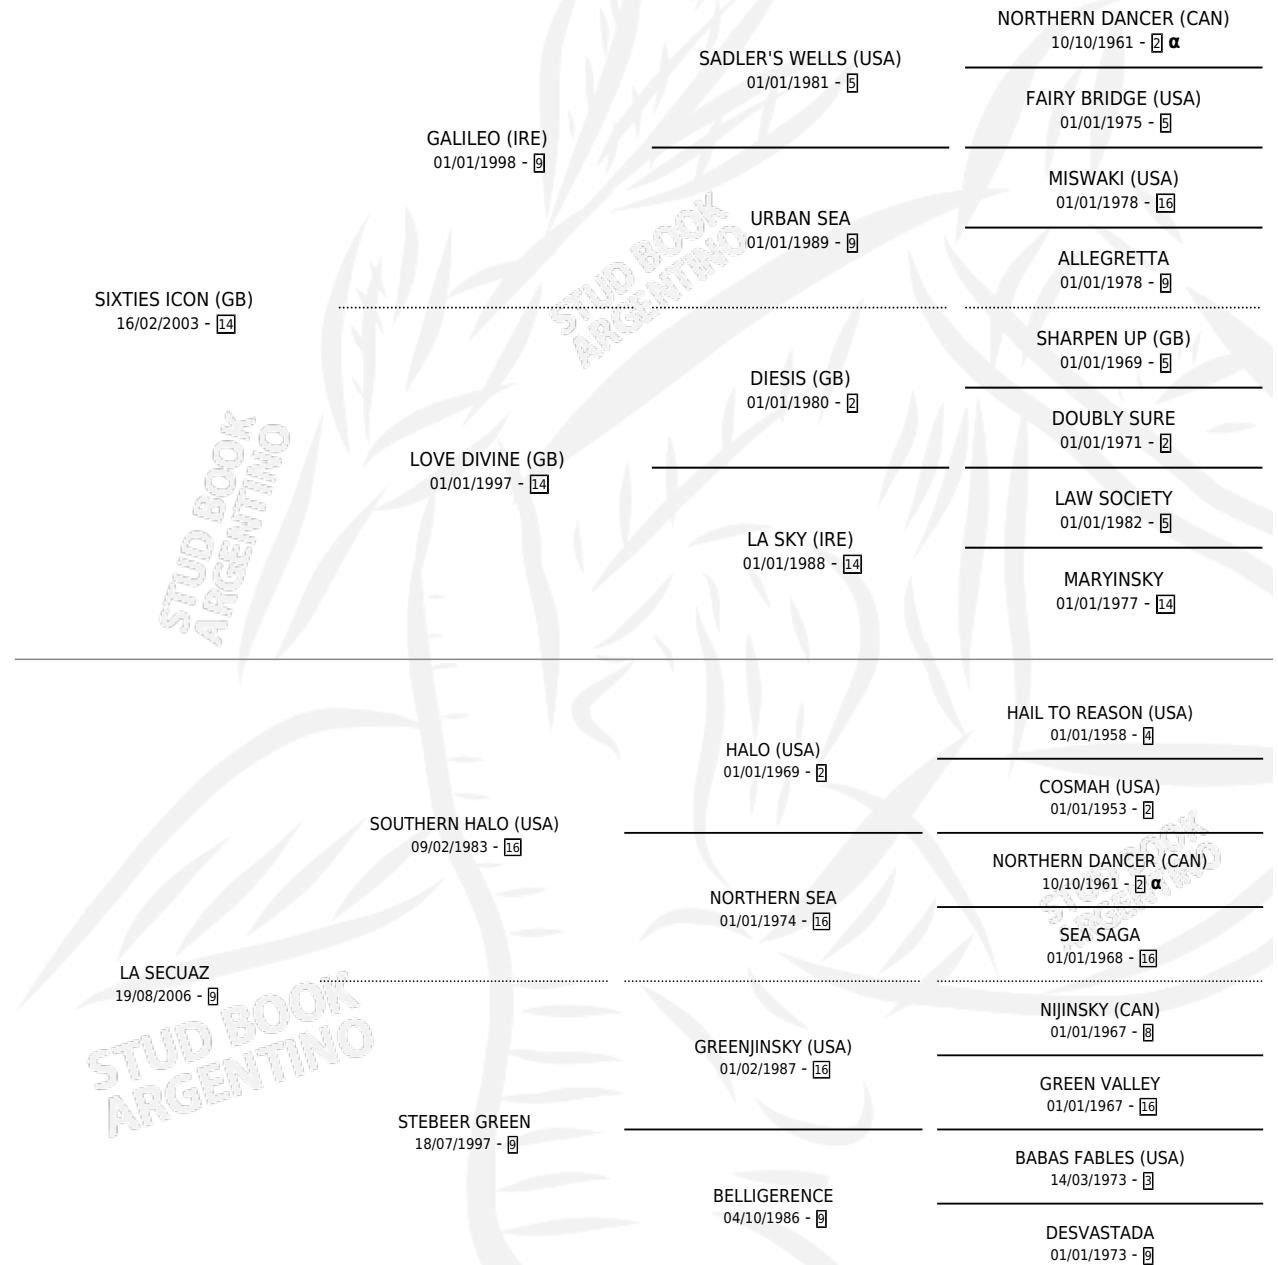 NORTHERN DANCER (CAN)
10/10/1961 - 2 α
SADLER'S WELLS (USA)
01/01/1981 - 5
FAIRY BRIDGE (USA)
01/01/1975 - 5
GALILEO (IRE)
01/01/1998 - 9
MISWAKI (USA)
01/01/1978 - 16
URBAN SEA
01/01/1989 - 9
ALLEGRETTA
01/01/1978 - 9
SIXTIES ICON (GB)
16/02/2003 - 14
SHARPEN UP (GB)
01/01/1969 - 5
DIESIS (GB)
01/01/1980 - 2
DOUBLY SURE
01/01/1971 - 2
LOVE DIVINE (GB)
01/01/1997 - 14
LAW SOCIETY
01/01/1982 - 5
LA SKY (IRE)
01/01/1988 - 14
MARYINSKY
01/01/1977 - 14
HAIL TO REASON (USA)
01/01/1958 - 4
HALO (USA)
01/01/1969 - 2
COSMAH (USA)
01/01/1953 - 2
SOUTHERN HALO (USA)
09/02/1983 - 16
NORTHERN DANCER (CAN)
10/10/1961 - 2 α
NORTHERN SEA
01/01/1974 - 16
SEA SAGA
01/01/1968 - 16
LA SECUAZ
19/08/2006 - 9
NIJINSKY (CAN)
01/01/1967 - 8
GREENJINSKY (USA)
01/02/1987 - 16
GREEN VALLEY
01/01/1967 - 16
STEBEER GREEN
18/07/1997 - 9
BABAS FABLES (USA)
14/03/1973 - 3
BELLIGERENCE
04/10/1986 - 9
DESVASTADA
01/01/1973 - 9
STUD BOOK
ARGENTINO
STUD BOOK
ARGENTINO
STUD BOOK
ARGENTINO
STUD BOOK
ARGENTINO